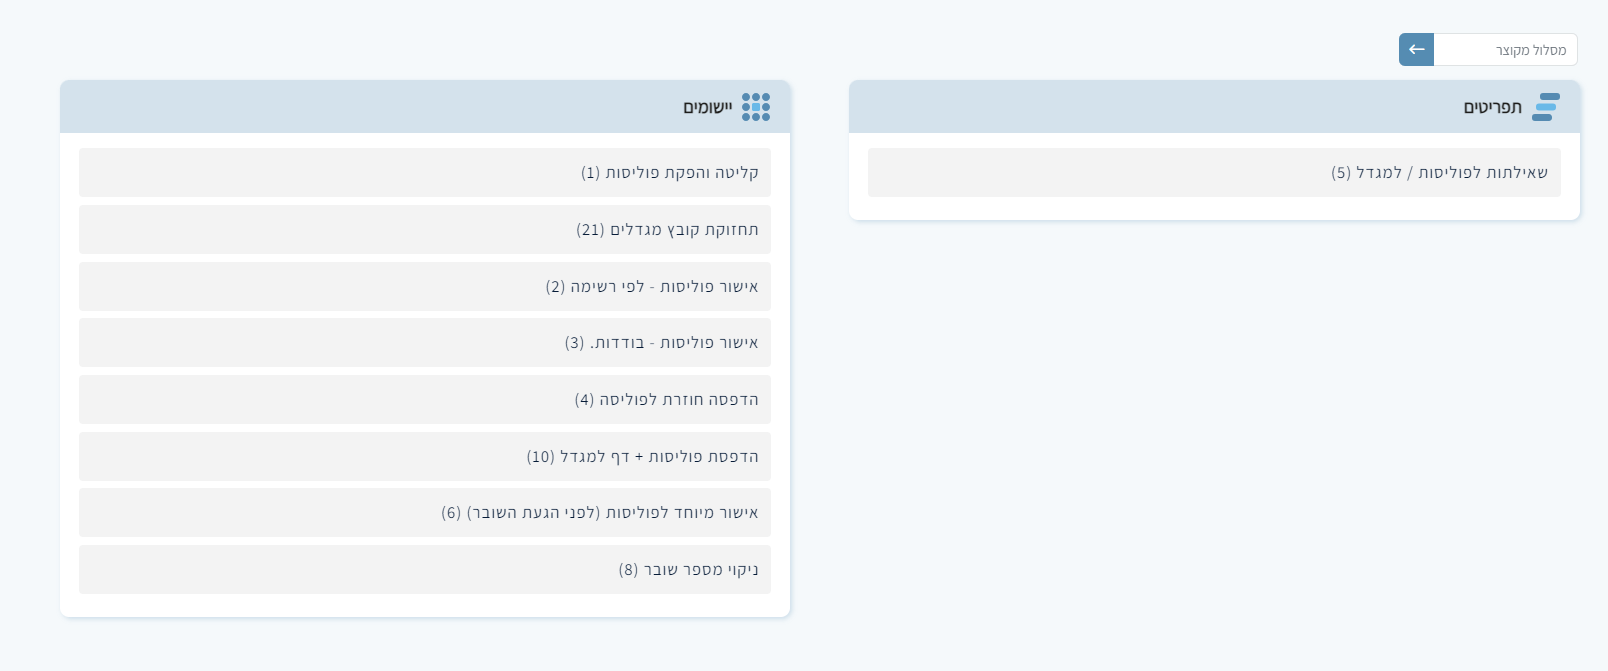 מסלול מקוצר
תפריטים
שאילתות לפוליסות / למגדל (5)
יישומים
קליטה והפקת פוליסות (1)
תחזוקת קובץ מגדלים (21)
אישור פוליסות - לפי רשימה (2)
אישור פוליסות - בודדות. (3)
הדפסה חוזרת לפוליסה (4)
הדפסת פוליסות + דף למגדל (10)
אישור מיוחד לפוליסות (לפני הגעת השובר) (6)
ניקוי מספר שובר (8)